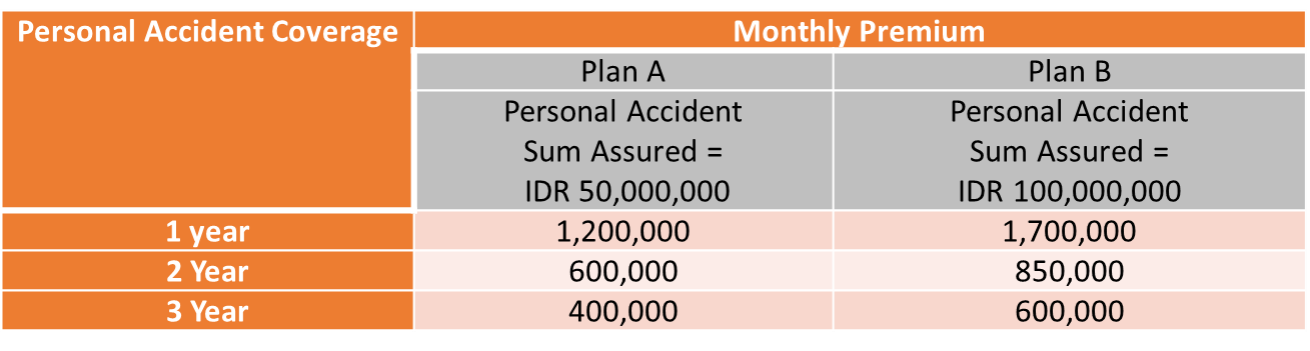 Personal Accident Coverage
Monthly Premium
Plan A
Plan B
Personal Accident
Sum Assured =
IDR 50,000,000
Personal Accident
Sum Assured =
IDR 100,000,000
1 year
1,200,000
1,700,000
2 Year
600,000
850,000
3 Year
400,000
600,000